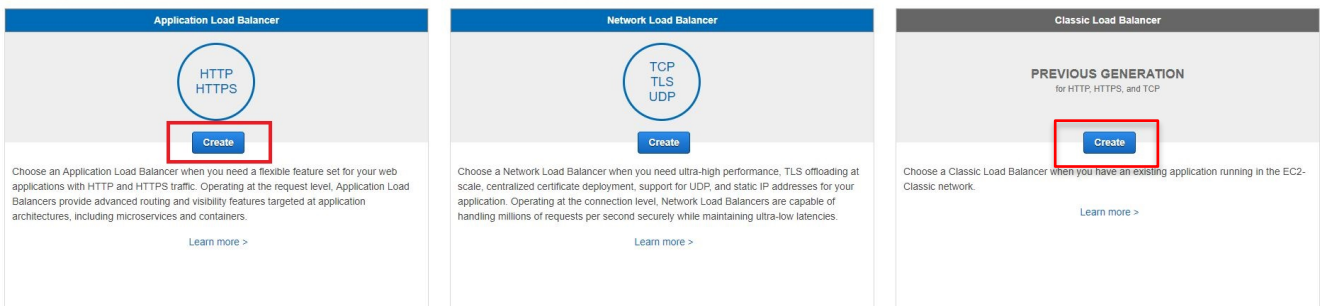 Application Load Balancer
HTTP
HTTPS
Create
Choose an Application Load Balancer when you need a flexible feature set for your web
applications with HTTP and HTTPS traffic. Operating at the request level, Application Load
Balancers provide advanced routing and visibility features targeted at application
architectures, including microservices and containers.
Learn more >
Network Load Balancer
TCP
TLS
UDP
Create
Choose a Network Load Balancer when you need ultra-high performance, TLS offloading at
scale, centralized certificate deployment, support for UDP, and static IP addresses for your
application. Operating at the connection level, Network Load Balancers are capable of
handling millions of requests per second securely while maintaining ultra-low latencies.
Learn more >
Classic Load Balancer
PREVIOUS GENERATION
for HTTP, HTTPS, and TCP
Create
Choose a Classic Load Balancer when you have an existing application running in the EC2-
Classic network.
Learn more >